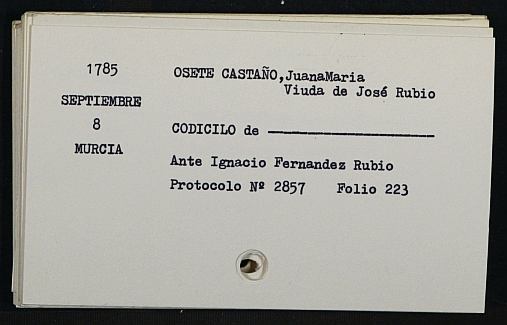 1785
SEPTIEMBRE
8
MURCIA
OSETE CASTAÑO,JuanaMaria
Viuda de José Rubio
CODICILO de ————————————
Ante Ignacio Fernandez Rubio
Protocolo Nº 2857 Folio 223